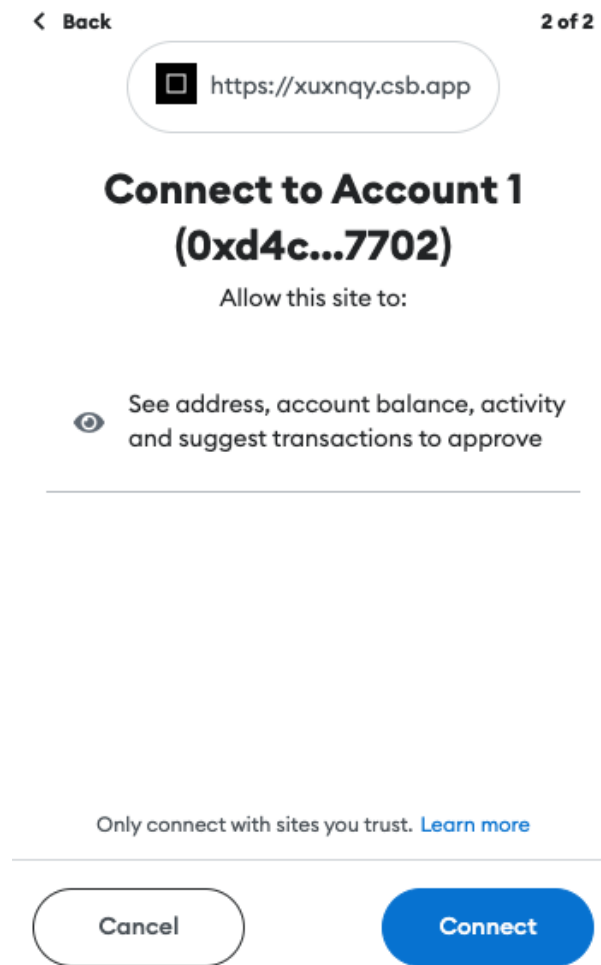 Back
2 of 2
https://xuxnqy.csb.app
Connect to Account 1
(0xd4c...7702)
Allow this site to:
See address, account balance, activity
and suggest transactions to approve
Only connect with sites you trust. Learn more
Cancel
Connect